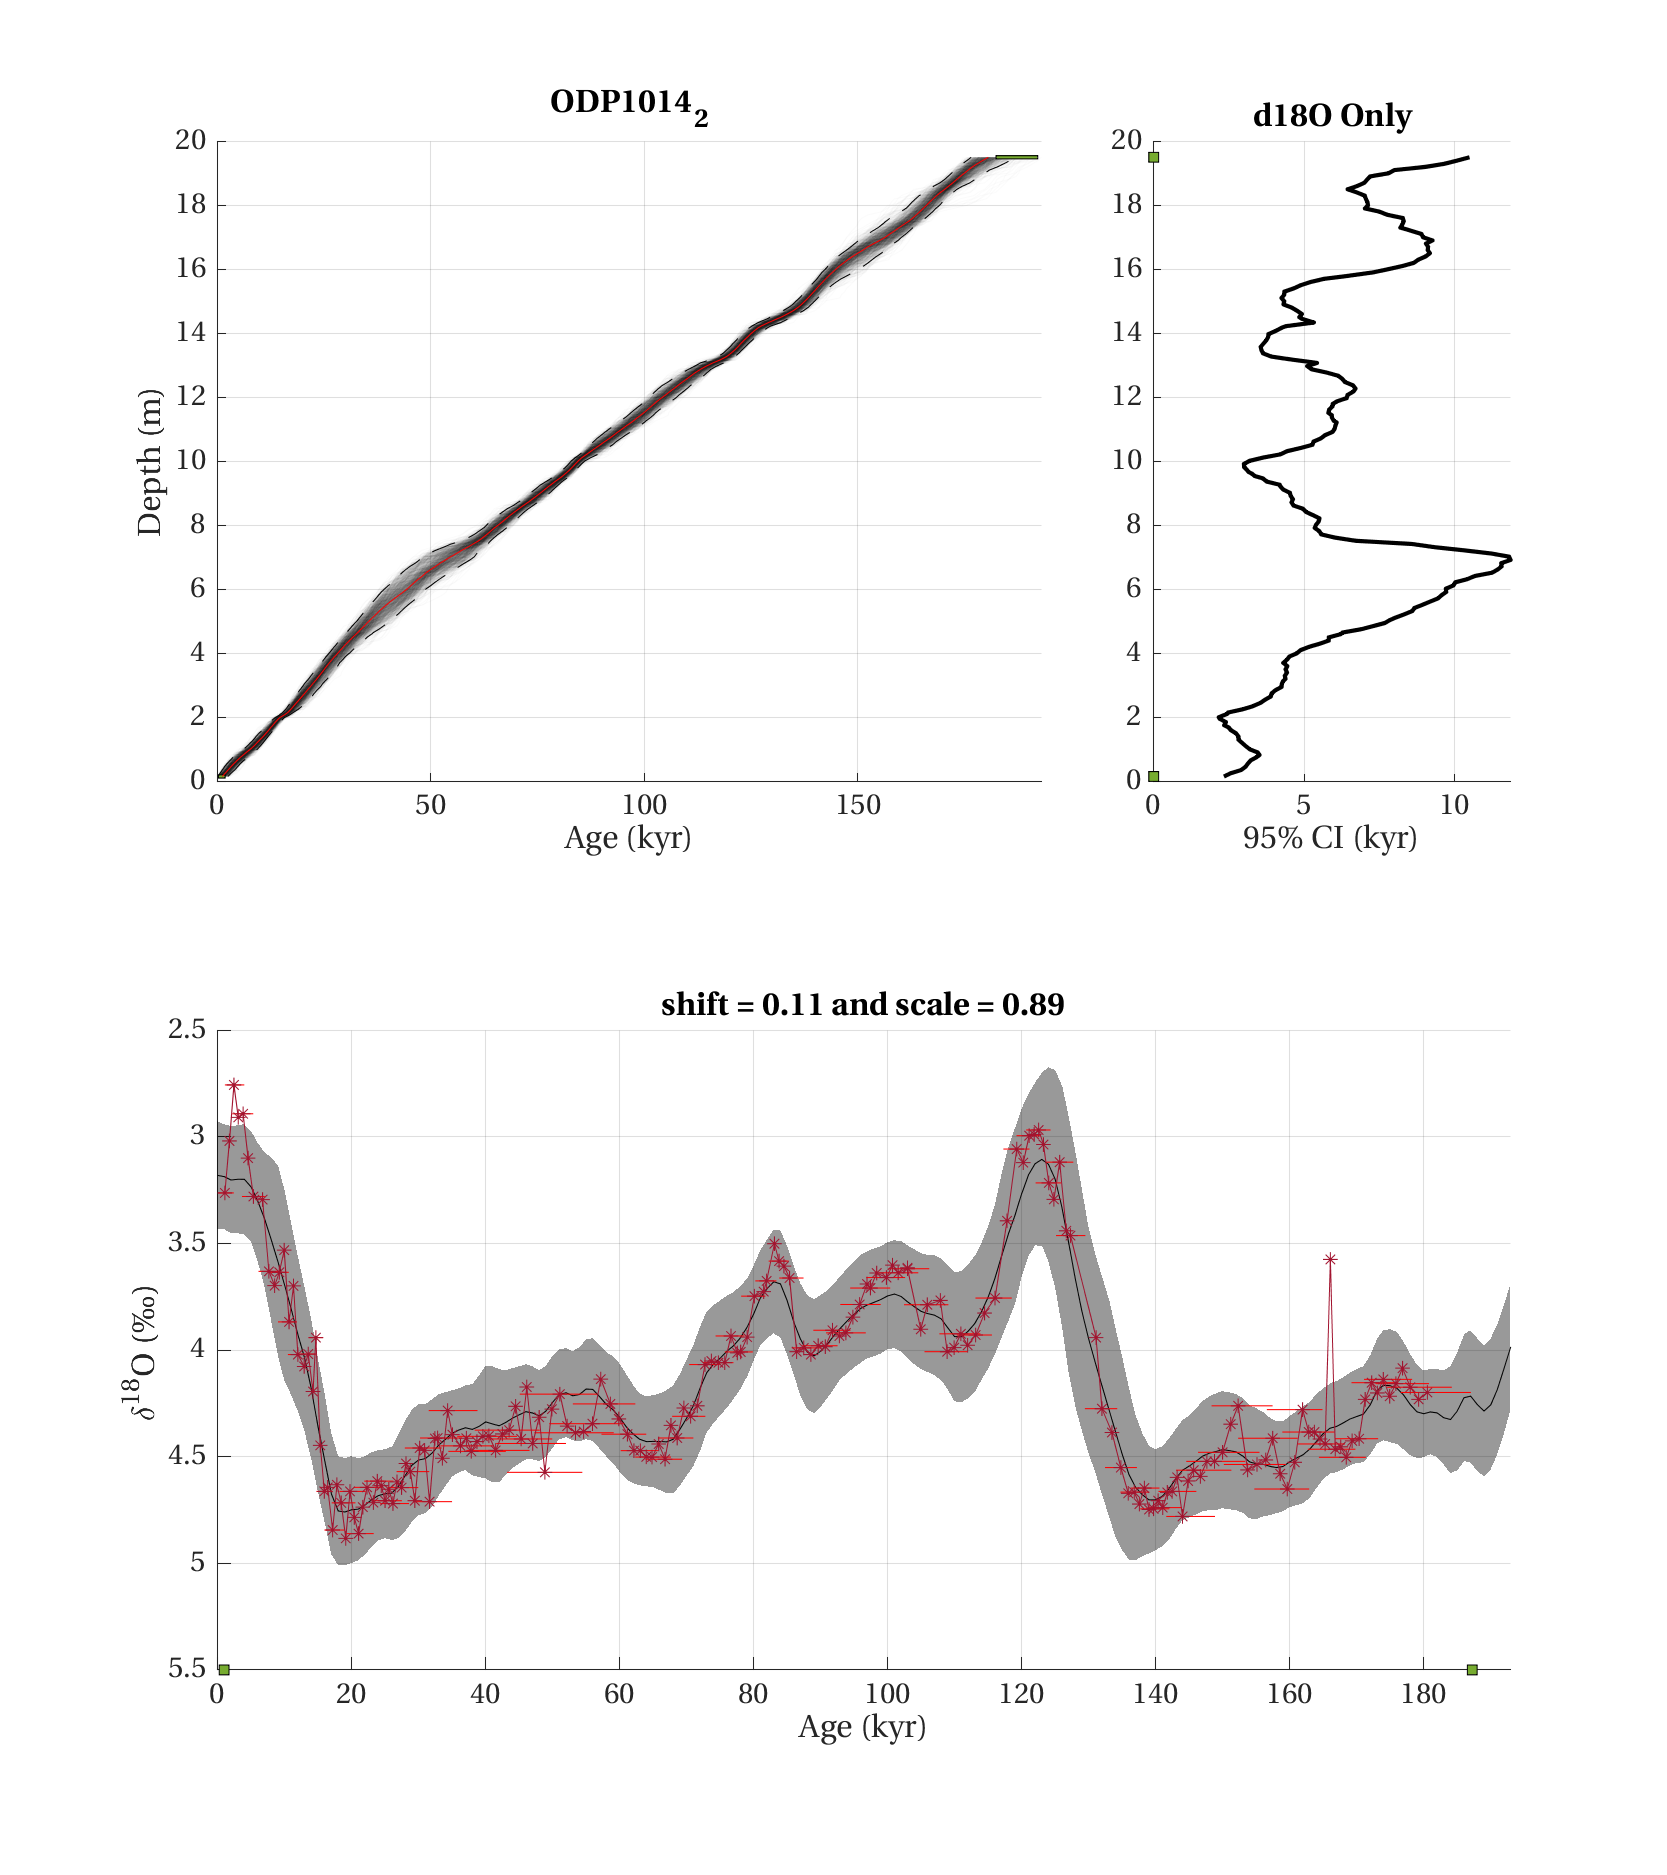 ODP1014₂
20
18
16
14
12
10
8
6
4
2
0
Depth (m)
0 50 100 150
Age (kyr)
d18O Only
20
18
16
14
12
10
8
6
4
2
0
0 5 10
95% CI (kyr)
shift = 0.11 and scale = 0.89
2.5
3
3.5
4
4.5
5
5.5
δ¹⁸O (‰)
0 20 40 60 80 100 120 140 160 180
Age (kyr)